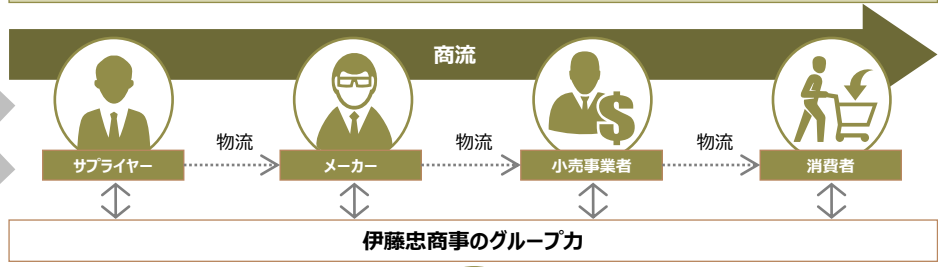 商流
物流
物流
物流
サプライヤー
メーカー
小売事業者
消費者
伊藤忠商事のグループ力